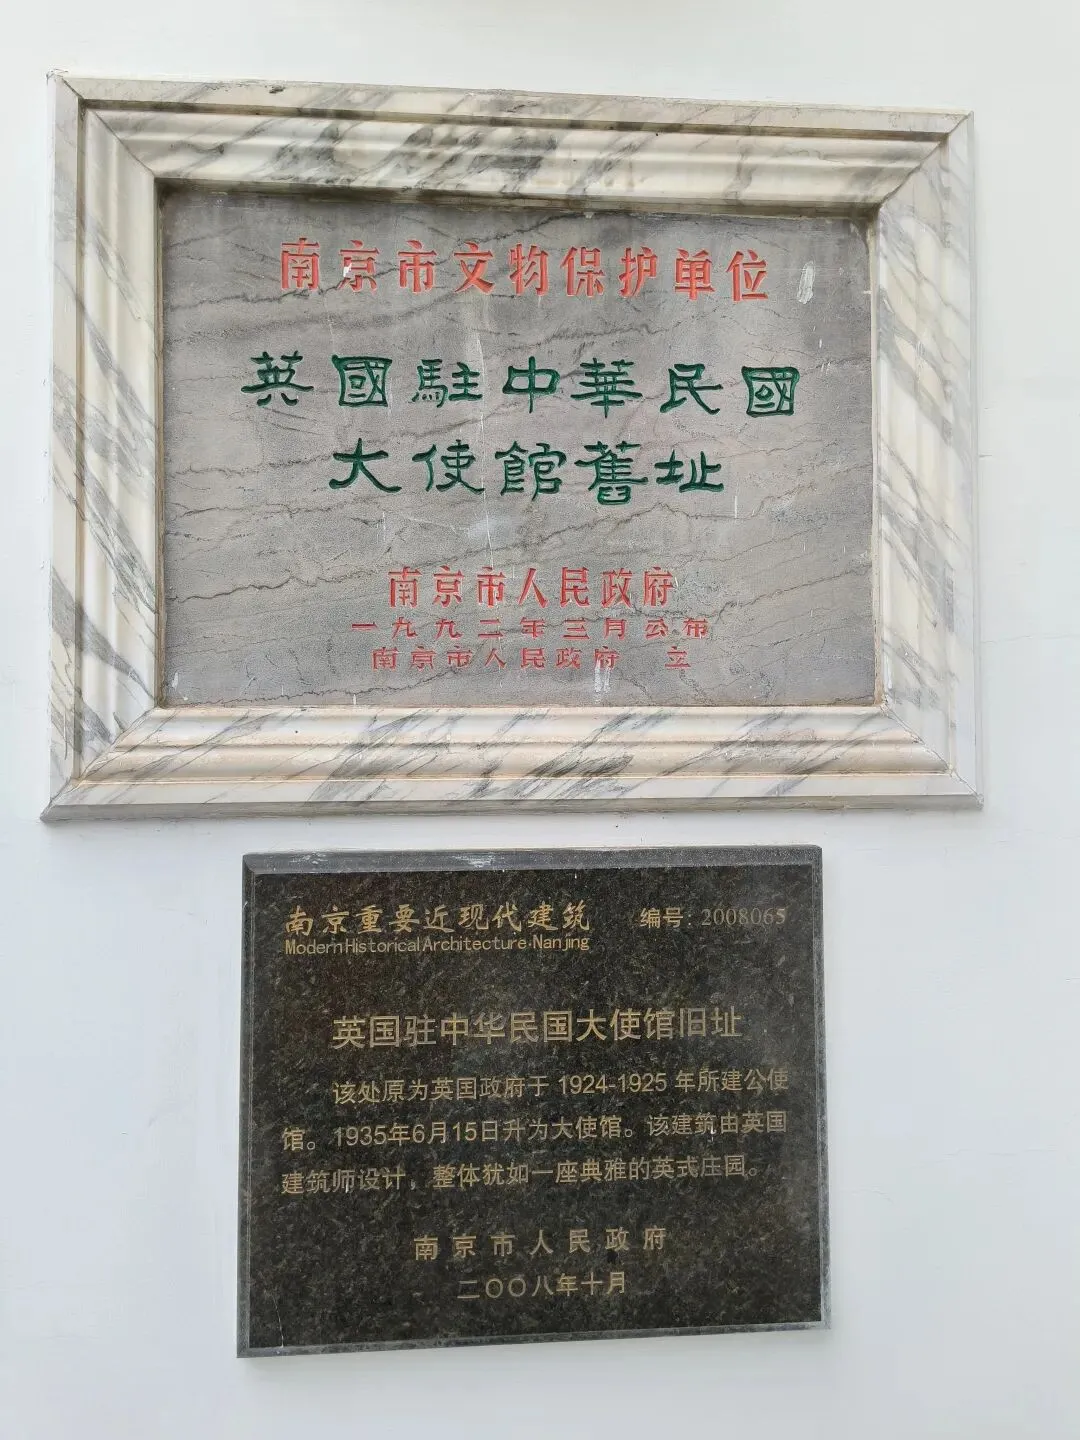 南京市文物保护单位
英國駐中華民國
大使館舊址
南京市人民政府
一九九二年三月公布
南京市人民政府 立
南京重要近现代建筑 编号：2008065
Modern Historical Architecture·Nanjing
英国驻中华民国大使馆旧址
该处原为英国政府于 1924-1925 年所建公使
馆。1935年6月15日升为大使馆。该建筑由英国
建筑师设计，整体犹如一座典雅的英式庄园。
南京市人民政府
二〇〇八年十月